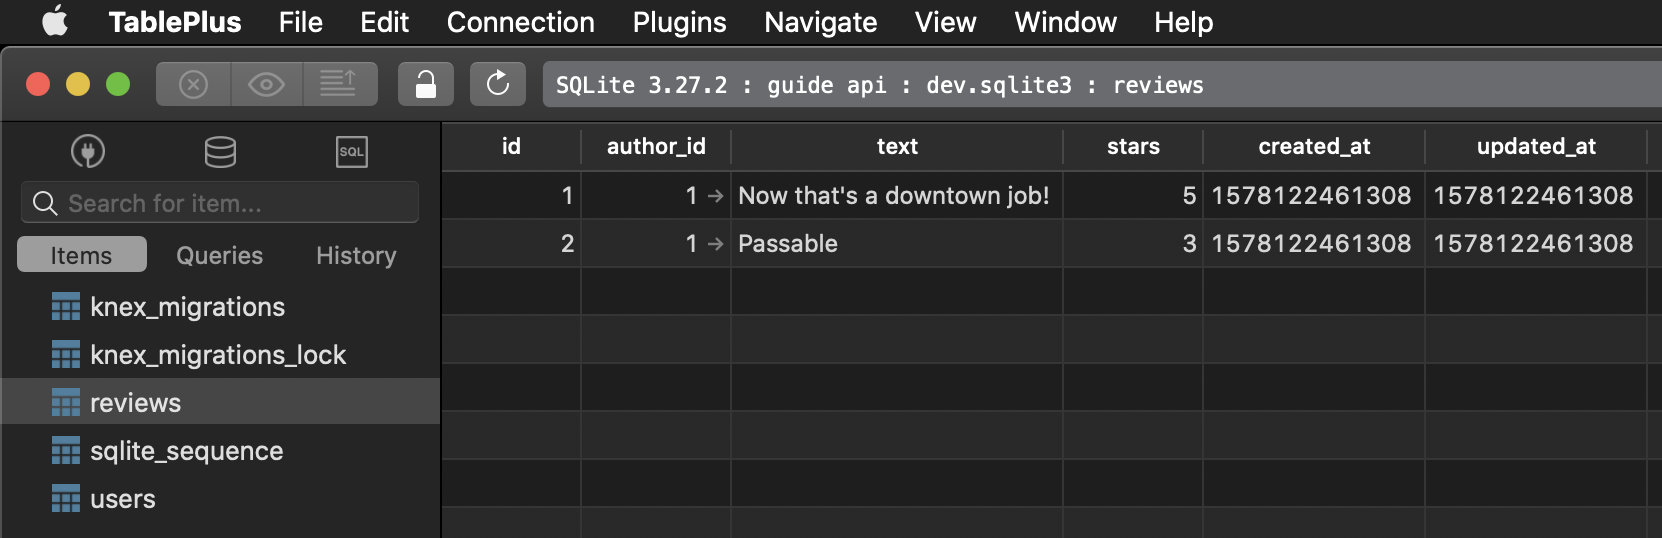 TablePlus File Edit Connection Plugins Navigate View Window Help
SQLite 3.27.2 : guide api : dev.sqlite3 : reviews
SQL
Search for item...
Items Queries History
knex_migrations
knex_migrations_lock
reviews
sqlite_sequence
users
id author_id text stars created_at updated_at
1 1 → Now that's a downtown job! 5 1578122461308 1578122461308
2 1 → Passable 3 1578122461308 1578122461308